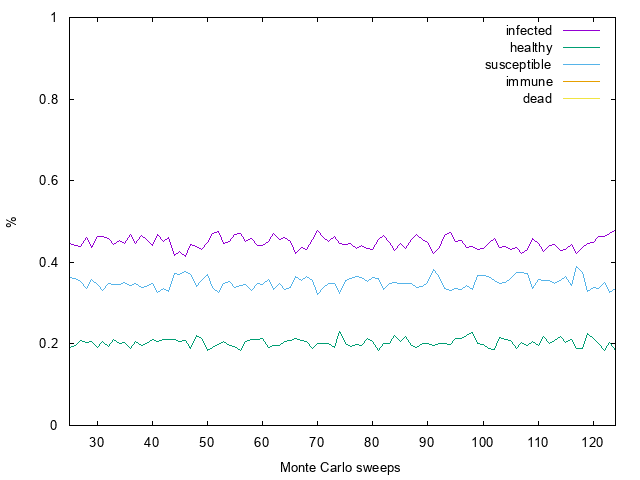 1
0.8
0.6
0.4
0.2
0
%
infected
healthy
susceptible
immune
dead
30 40 50 60 70 80 90 100 110 120
Monte Carlo sweeps